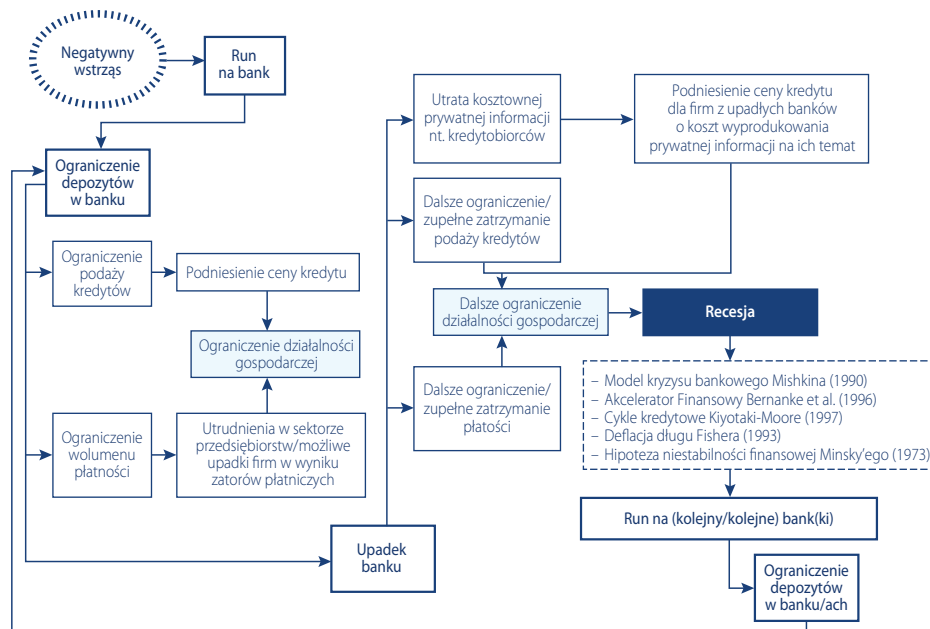 Negatywny
wstrząs
Run
na bank
Ograniczenie
depozytów
w banku
Ograniczenie
podaży
kredytów
Podniesienie ceny kredytu
Ograniczenie działalności
gospodarczej
Ograniczenie
wolumenu
płatności
Utrudnienia w sektorze
przedsiębiorstw/możliwe
upadki firm w wyniku
zatorów płatniczych
Upadek
banku
Utrata kosztownej
prywatnej informacji
nt. kredytobiorców
Podniesienie ceny kredytu
dla firm z upadłych banków
o koszt wyprodukowania
prywatnej informacji na ich temat
Dalsze ograniczenie/
zupełne zatrzymanie
podaży kredytów
Dalsze ograniczenie
działalności gospodarczej
Recesja
Dalsze ograniczenie/
zupełne zatrzymanie
płatości
– Model kryzysu bankowego Mishkina (1990)
– Akcelerator Finansowy Bernanke et al. (1996)
– Cykle kredytowe Kiyotaki-Moore (1997)
– Deflacja długu Fishera (1993)
– Hipoteza niestabilności finansowej Minsky'ego (1973)
Run na (kolejny/kolejne) bank(ki)
Ograniczenie
depozytów
w banku/ach